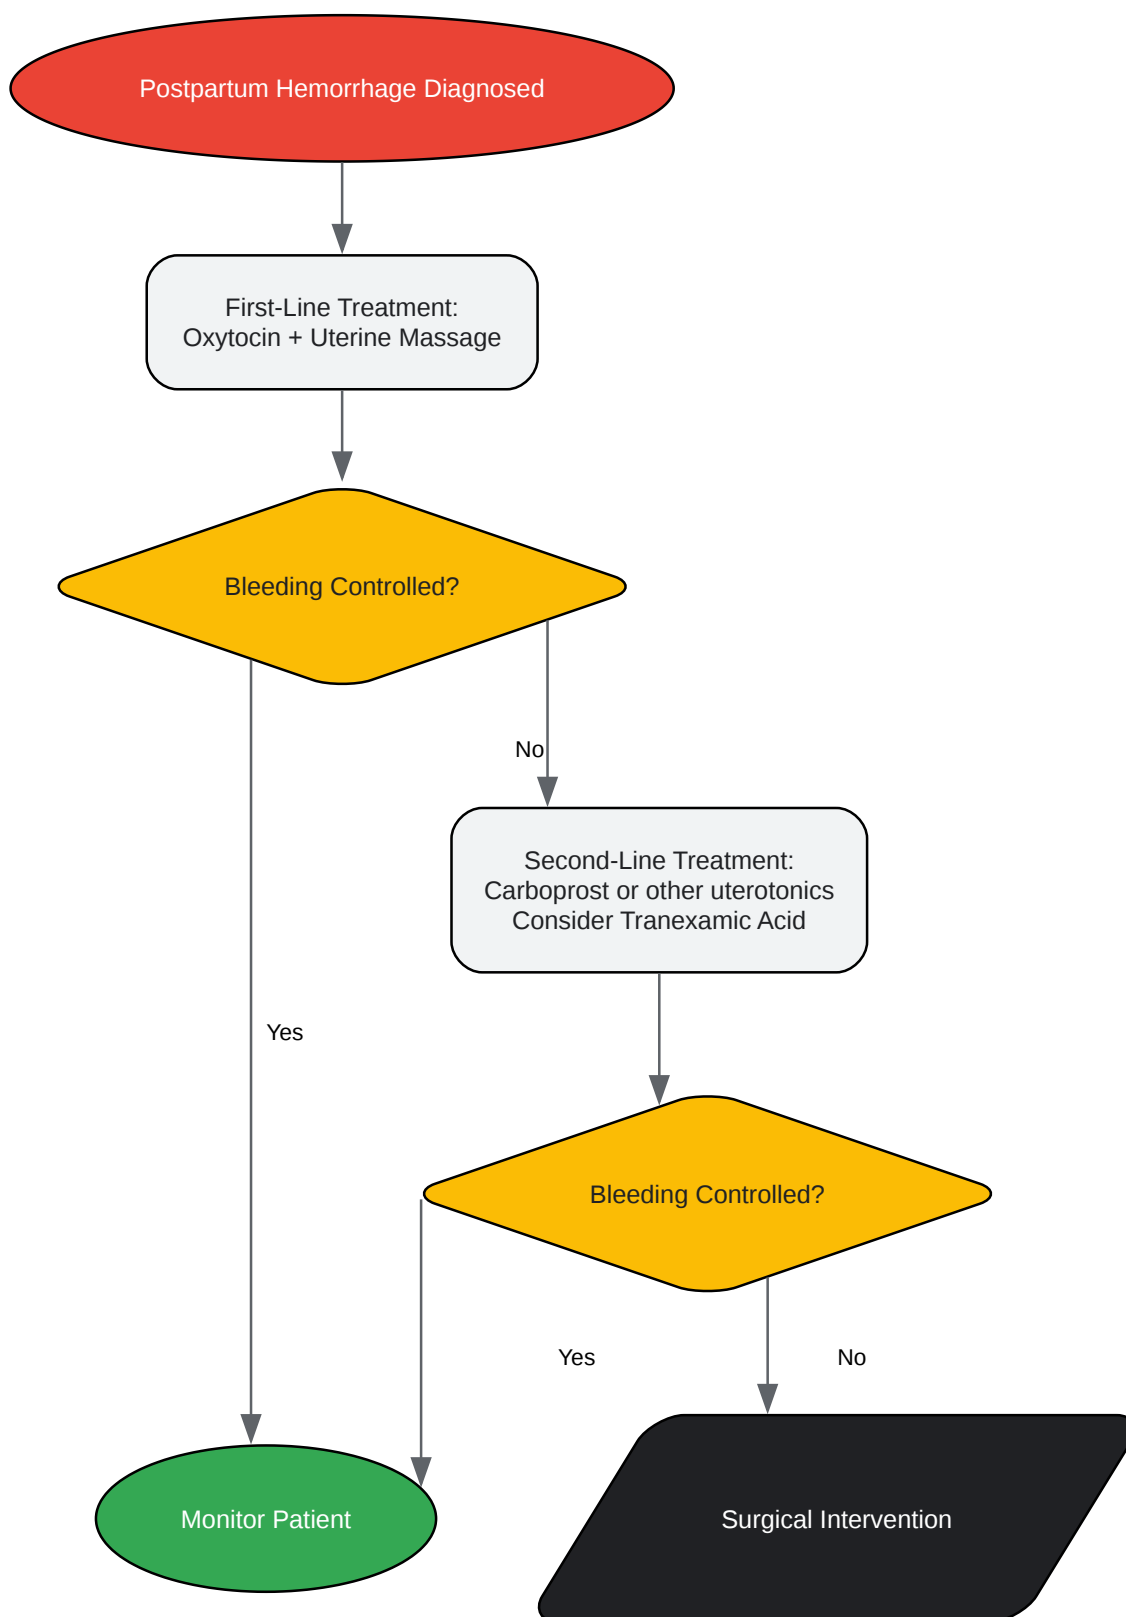 Postpartum Hemorrhage Diagnosed
First-Line Treatment:
Oxytocin + Uterine Massage
Bleeding Controlled?
No
Second-Line Treatment:
Carboprost or other uterotonics
Consider Tranexamic Acid
Yes
Bleeding Controlled?
Yes
No
Monitor Patient
Surgical Intervention